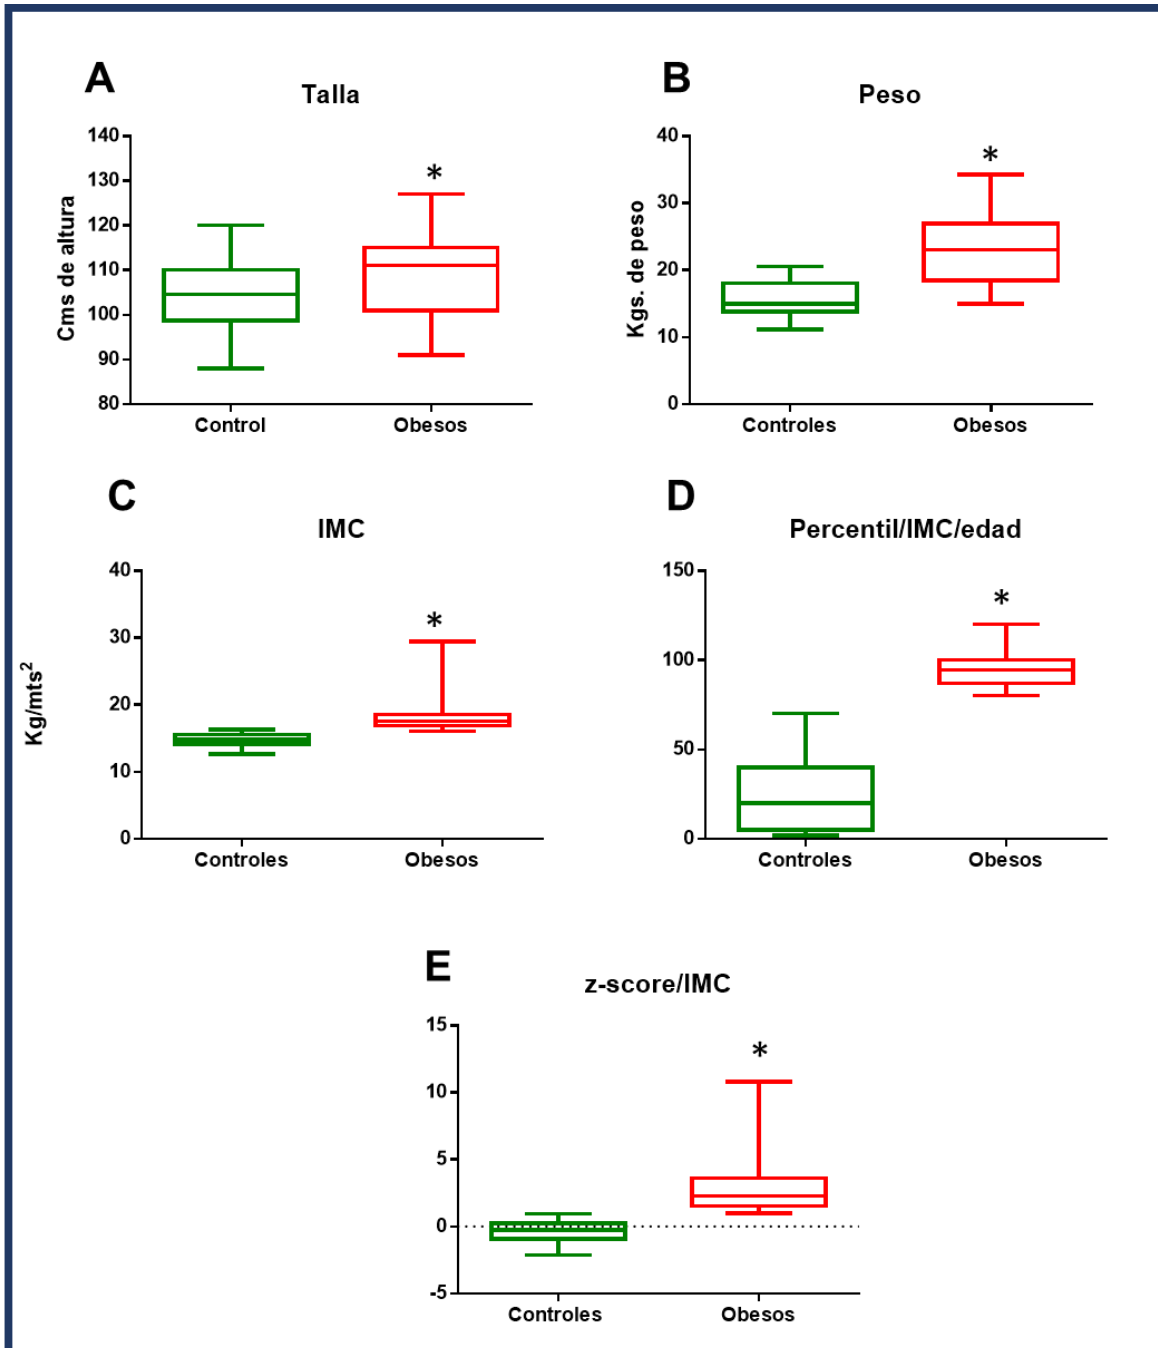 A
Talla
*
Cms de altura
140
130
120
110
100
90
80
Control
Obesos
B
Peso
*
Kgs. de peso
40
30
20
10
0
Controles
Obesos
C
IMC
*
Kg/mts²
40
30
20
10
0
Controles
Obesos
D
Percentil/IMC/edad
*
150
100
50
0
Controles
Obesos
E
z-score/IMC
*
15
10
5
0
-5
Controles
Obesos